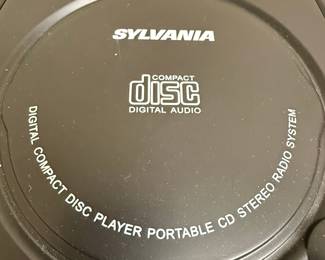 SYLVANIA
COMPACT
disc
DIGITAL AUDIO
DIGITAL COMPACT DISC PLAYER PORTABLE CD STEREO RADIO SYSTEM